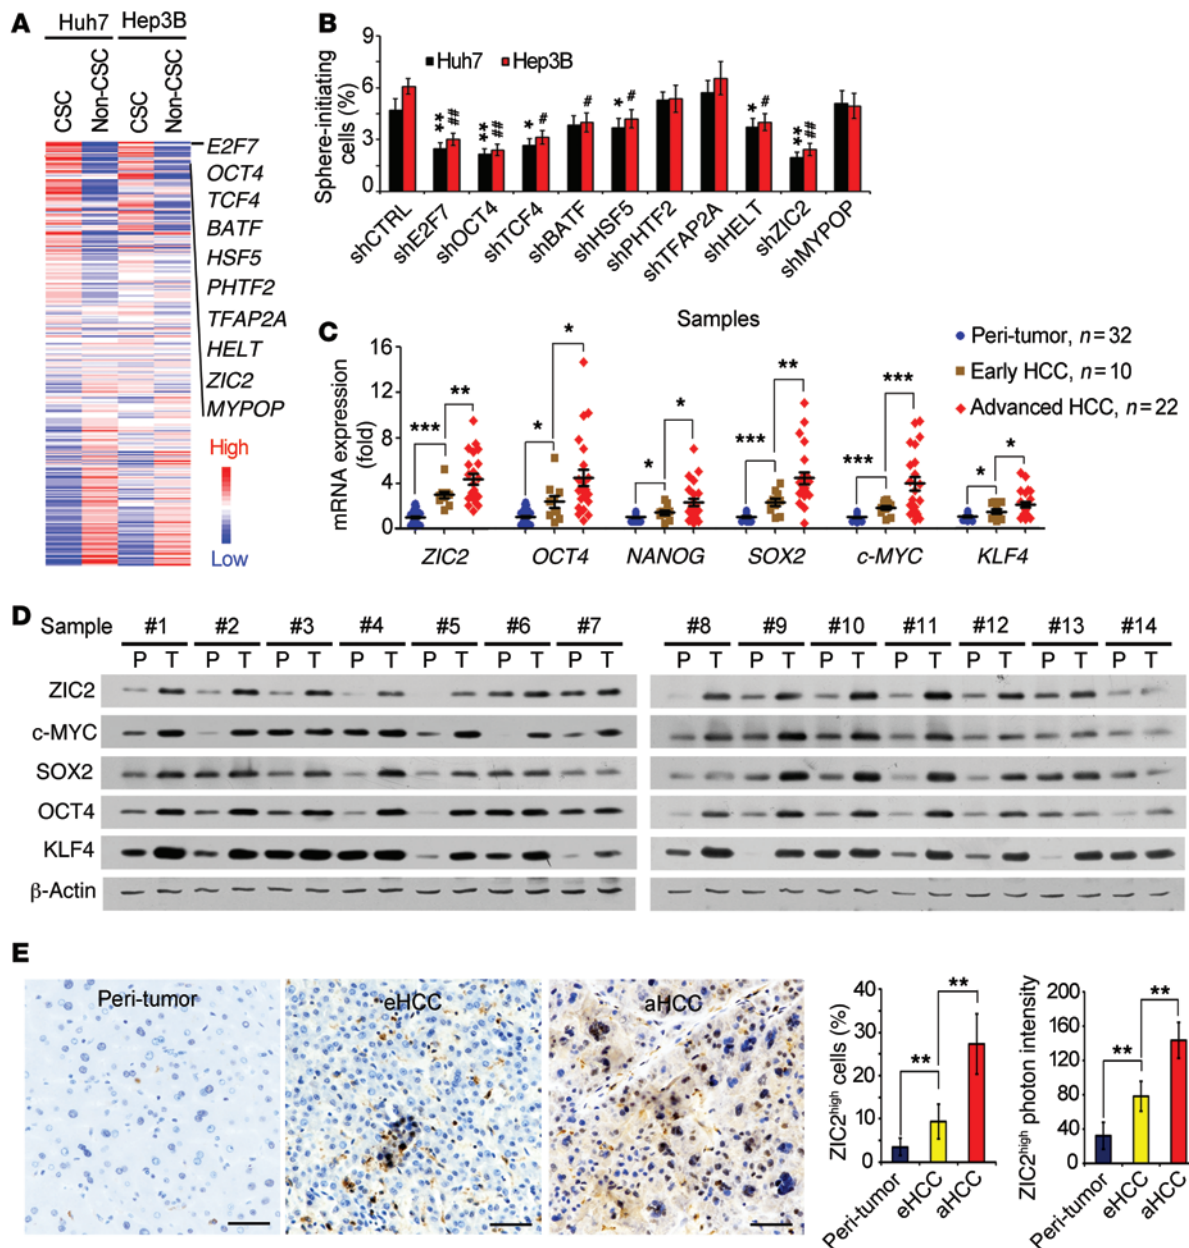 A
Huh7 Hep3B
CSC
Non-CSC
CSC
Non-CSC
E2F7
OCT4
TCF4
BATF
HSF5
PHTF2
TFAP2A
HELT
ZIC2
MYPOP
High
Low
B
Sphere-initiating
cells (%)
9
6
3
0
Huh7 Hep3B
** ## ** ## * # # * # * # ** ##
shCTRL
shE2F7
shOCT4
shTCF4
shBATF
shHSF5
shPHTF2
shTFAP2A
shHELT
shZIC2
shMYPOP
C
Samples
mRNA expression
(fold)
16
12
8
4
0
*** ** * * * * *** ** *** *** * *
ZIC2 OCT4 NANOG SOX2 c-MYC KLF4
Peri-tumor, n = 32
Early HCC, n = 10
Advanced HCC, n = 22
D
Sample #1 #2 #3 #4 #5 #6 #7 #8 #9 #10 #11 #12 #13 #14
P T P T P T P T P T P T P T P T P T P T P T P T P T P T
ZIC2
c-MYC
SOX2
OCT4
KLF4
β-Actin
E
Peri-tumor
eHCC
aHCC
ZIC2high cells (%)
40
30
20
10
0
** **
Peri-tumor
eHCC
aHCC
ZIC2high photon intensity
200
160
120
80
40
0
** **
Peri-tumor
eHCC
aHCC